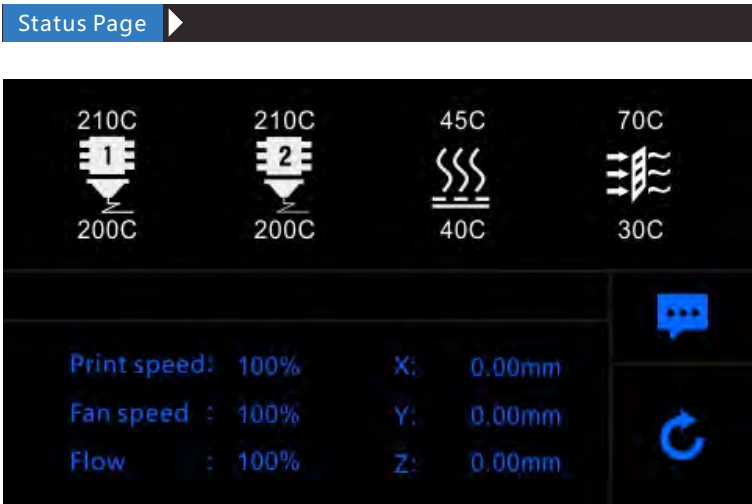 Status Page
210C 210C 45C 70C
1 2
200C 200C 40C 30C
Print speed: 100% X: 0.00mm
Fan speed : 100% Y: 0.00mm
Flow : 100% Z: 0.00mm